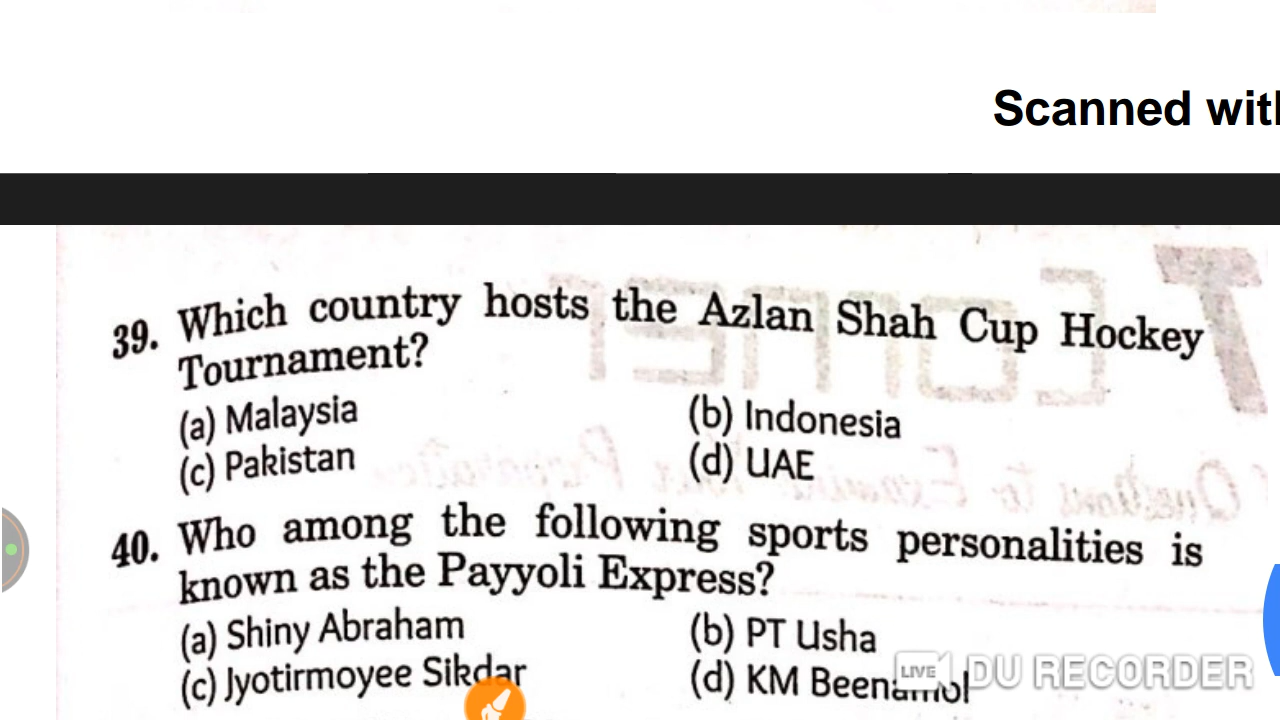 Scanned with
39. Which country hosts the Azlan Shah Cup Hockey
Tournament?
(a) Malaysia (b) Indonesia
(c) Pakistan (d) UAE
40. Who among the following sports personalities is
known as the Payyoli Express?
(a) Shiny Abraham (b) PT Usha
(c) Jyotirmoyee Sikdar (d) KM Beenamol
LIVE DU RECORDER